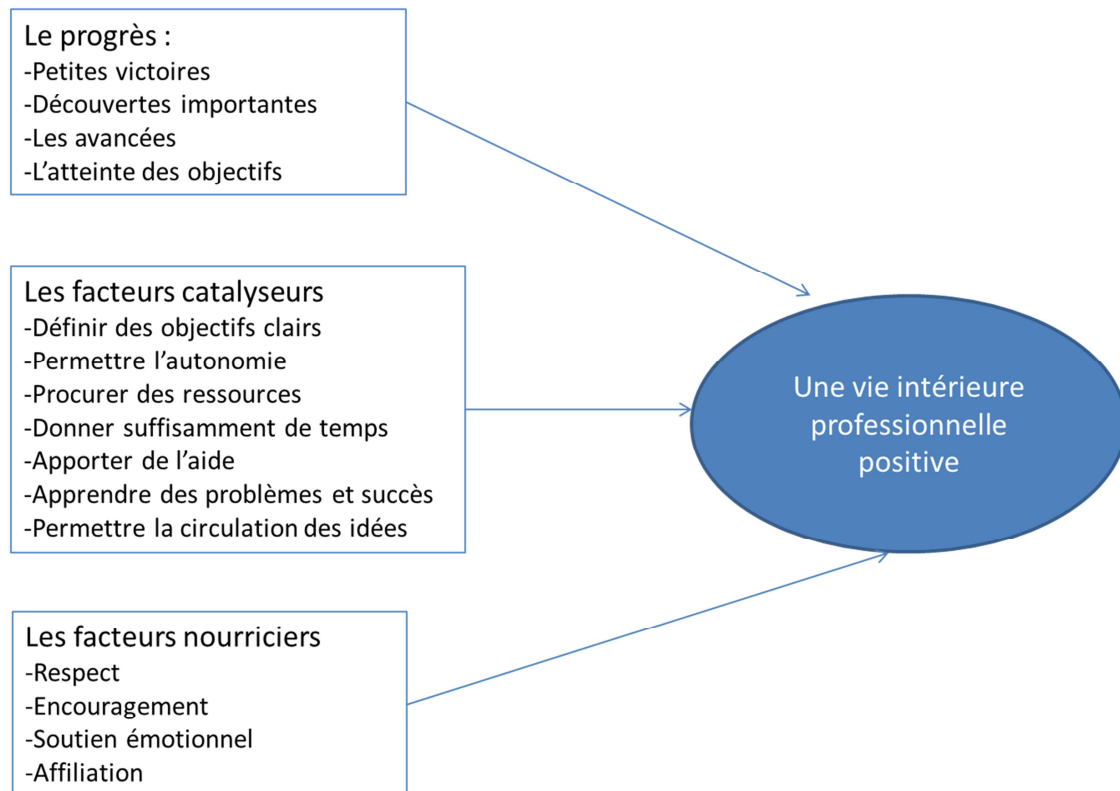 Le progrès :
-Petites victoires
-Découvertes importantes
-Les avancées
-L’atteinte des objectifs
Les facteurs catalyseurs
-Définir des objectifs clairs
-Permettre l’autonomie
-Procurer des ressources
-Donner suffisamment de temps
-Apporter de l’aide
-Apprendre des problèmes et succès
-Permettre la circulation des idées
Les facteurs nourriciers
-Respect
-Encouragement
-Soutien émotionnel
-Affiliation
Une vie intérieure
professionnelle
positive